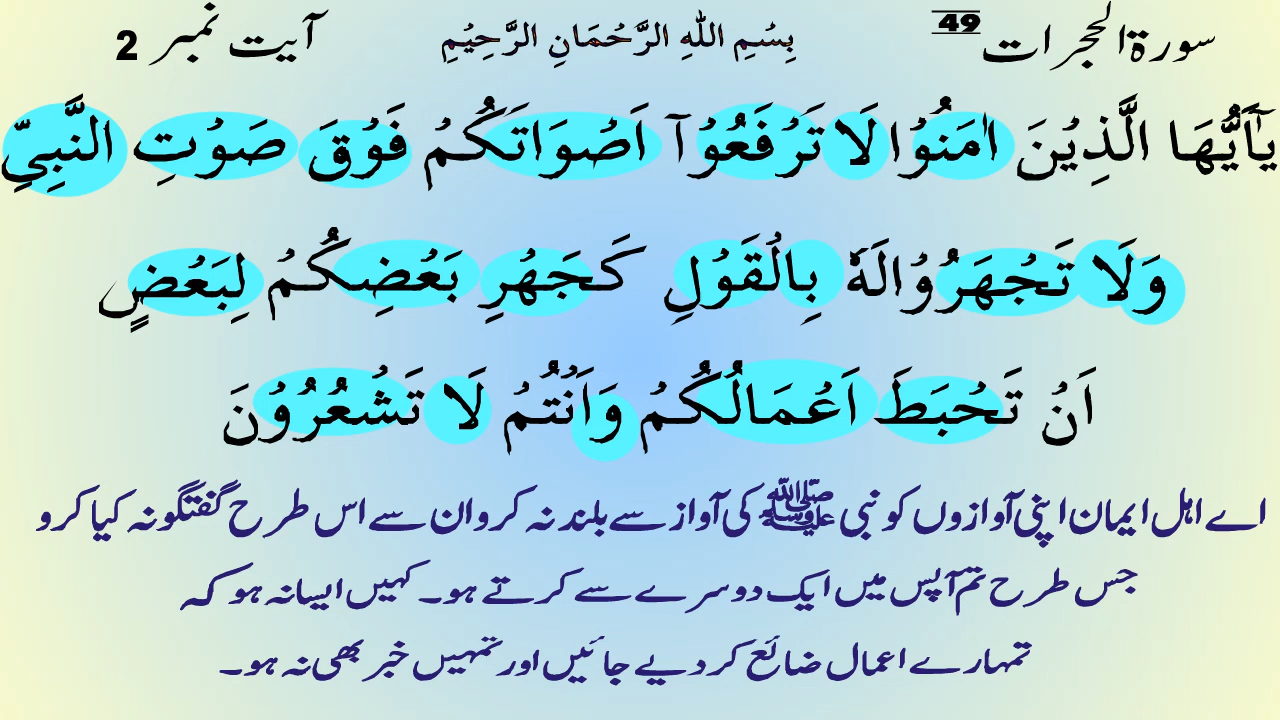 سورۃ الحجرات 49 بِسْمِ اللهِ الرَّحْمَانِ الرَّحِيْمِ آیت نمبر 2
يٰٓاَيُّهَا الَّذِيْنَ اٰمَنُوْا لَا تَرْفَعُوْٓا اَصْوَاتَكُمْ فَوْقَ صَوْتِ النَّبِيِّ
وَلَا تَجْهَرُوْا لَهٗ بِالْقَوْلِ كَجَهْرِ بَعْضِكُمْ لِبَعْضٍ
اَنْ تَحْبَطَ اَعْمَالُكُمْ وَاَنْتُمْ لَا تَشْعُرُوْنَ
اے اہل ایمان اپنی آوازوں کو نبی ﷺ کی آواز سے بلند نہ کرو ان سے اس طرح گفتگو نہ کیا کرو
جس طرح تم آپس میں ایک دوسرے سے کرتے ہو۔ کہیں ایسا نہ ہو کہ
تمہارے اعمال ضائع کر دیے جائیں اور تمہیں خبر بھی نہ ہو۔